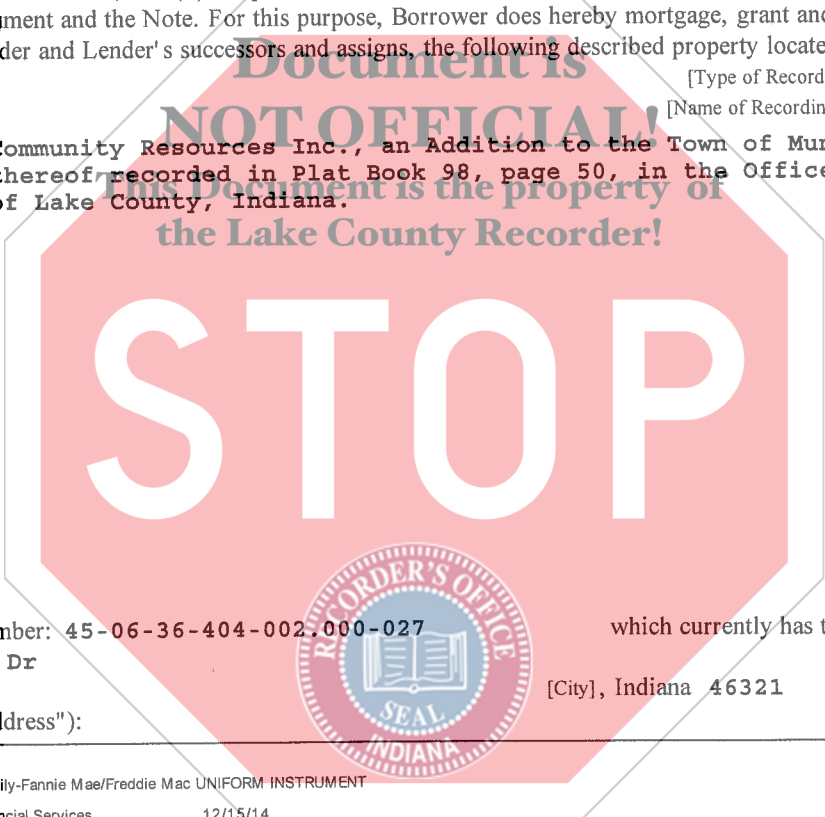 ment and the Note. For this purpose, Borrower does hereby mortgage, grant and
der and Lender's successors and assigns, the following described property locate
Document is
[Type of Record
NOT OFFICIAL!
[Name of Recordin
Community Resources Inc., an Addition to the Town of Mun
thereof recorded in Plat Book 98, page 50, in the Office
This Document is the property of
of Lake County, Indiana.
the Lake County Recorder!
STOP
RECORDER'S OFFICE
mber: 45-06-36-404-002.000-027 which currently has t
Dr
[City], Indiana 46321
SEAL
ddress"):
INDIANA
ily-Fannie Mae/Freddie Mac UNIFORM INSTRUMENT
ncial Services 12/15/14